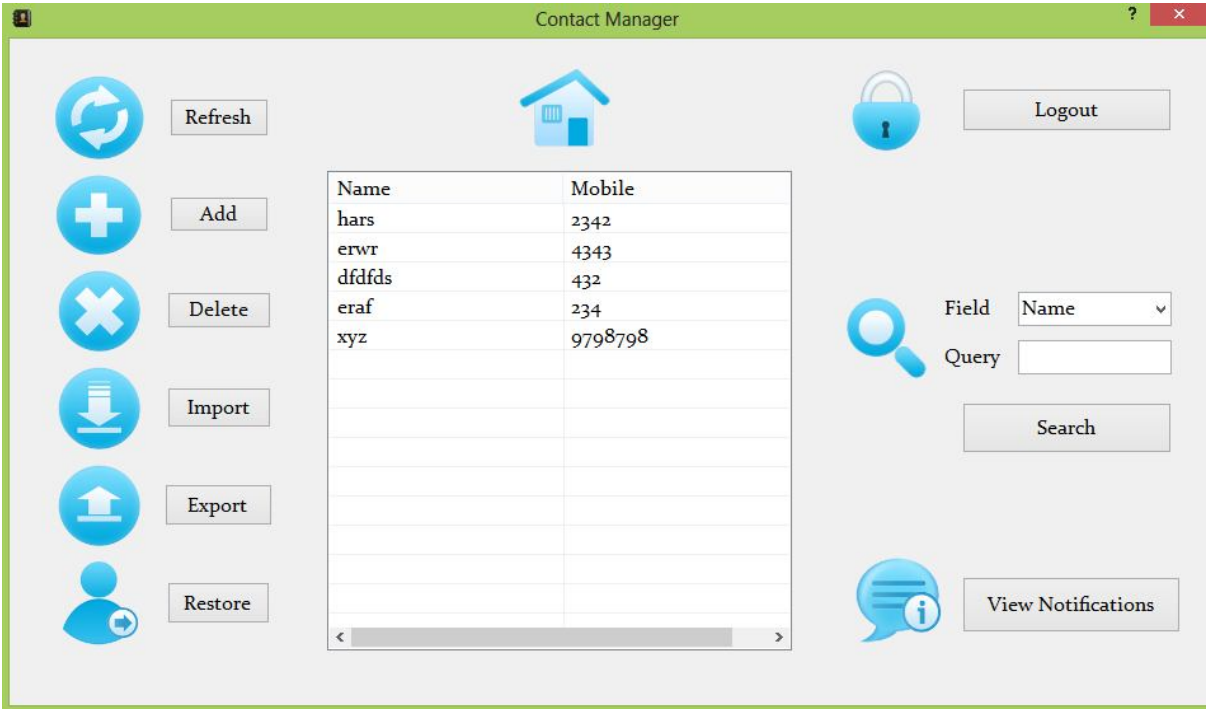 Contact Manager ?
Refresh
Add
Delete
Import
Export
Restore
Name Mobile
hars 2342
erwr 4343
dfdfds 432
eraf 234
xyz 9798798
Logout
Field Name
Query
Search
View Notifications